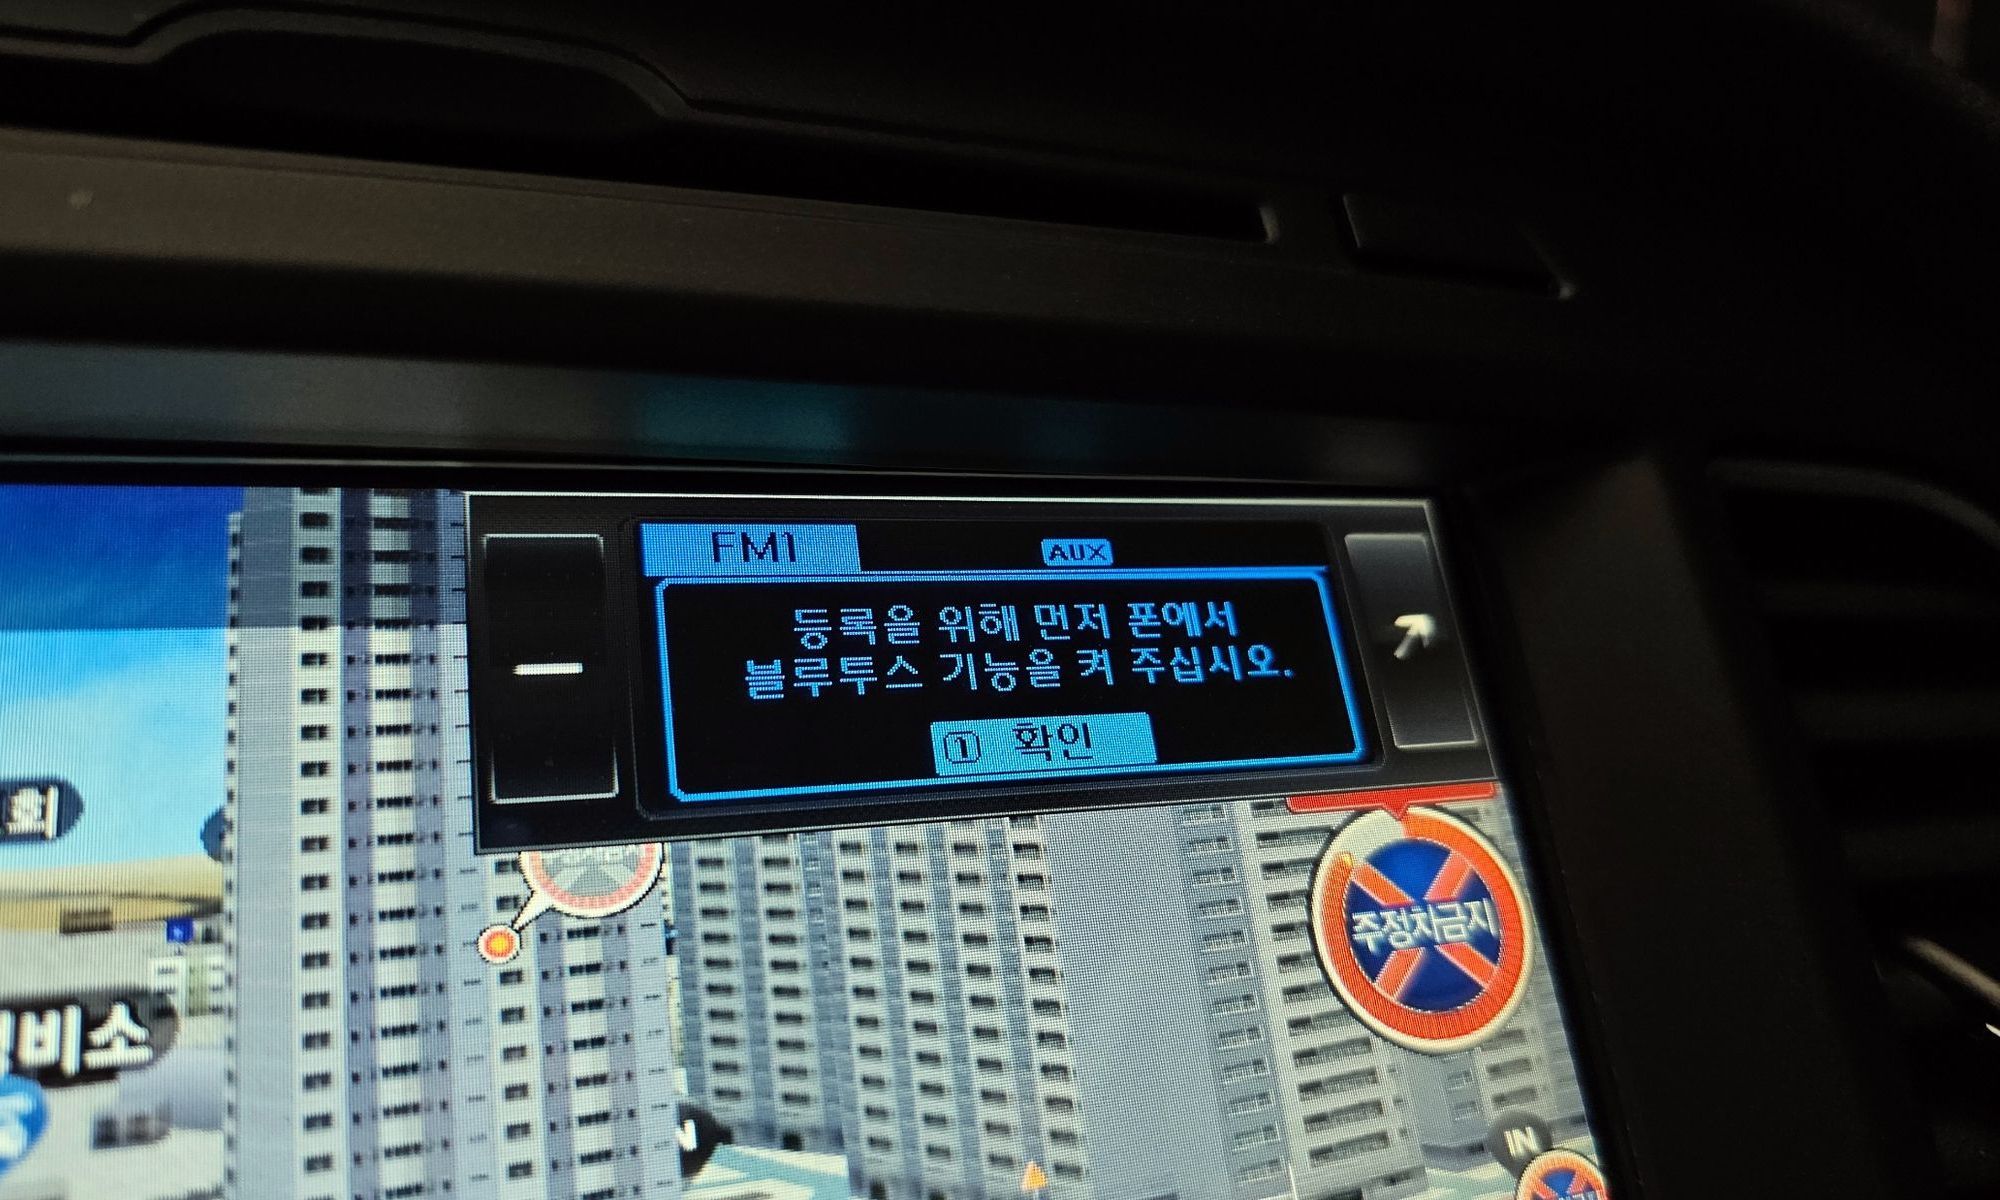 FM1
AUX
등록을 위해 먼저 폰에서
블루투스 기능을 켜 주십시오.
① 확인
회
주정차금지
비소
N
IN